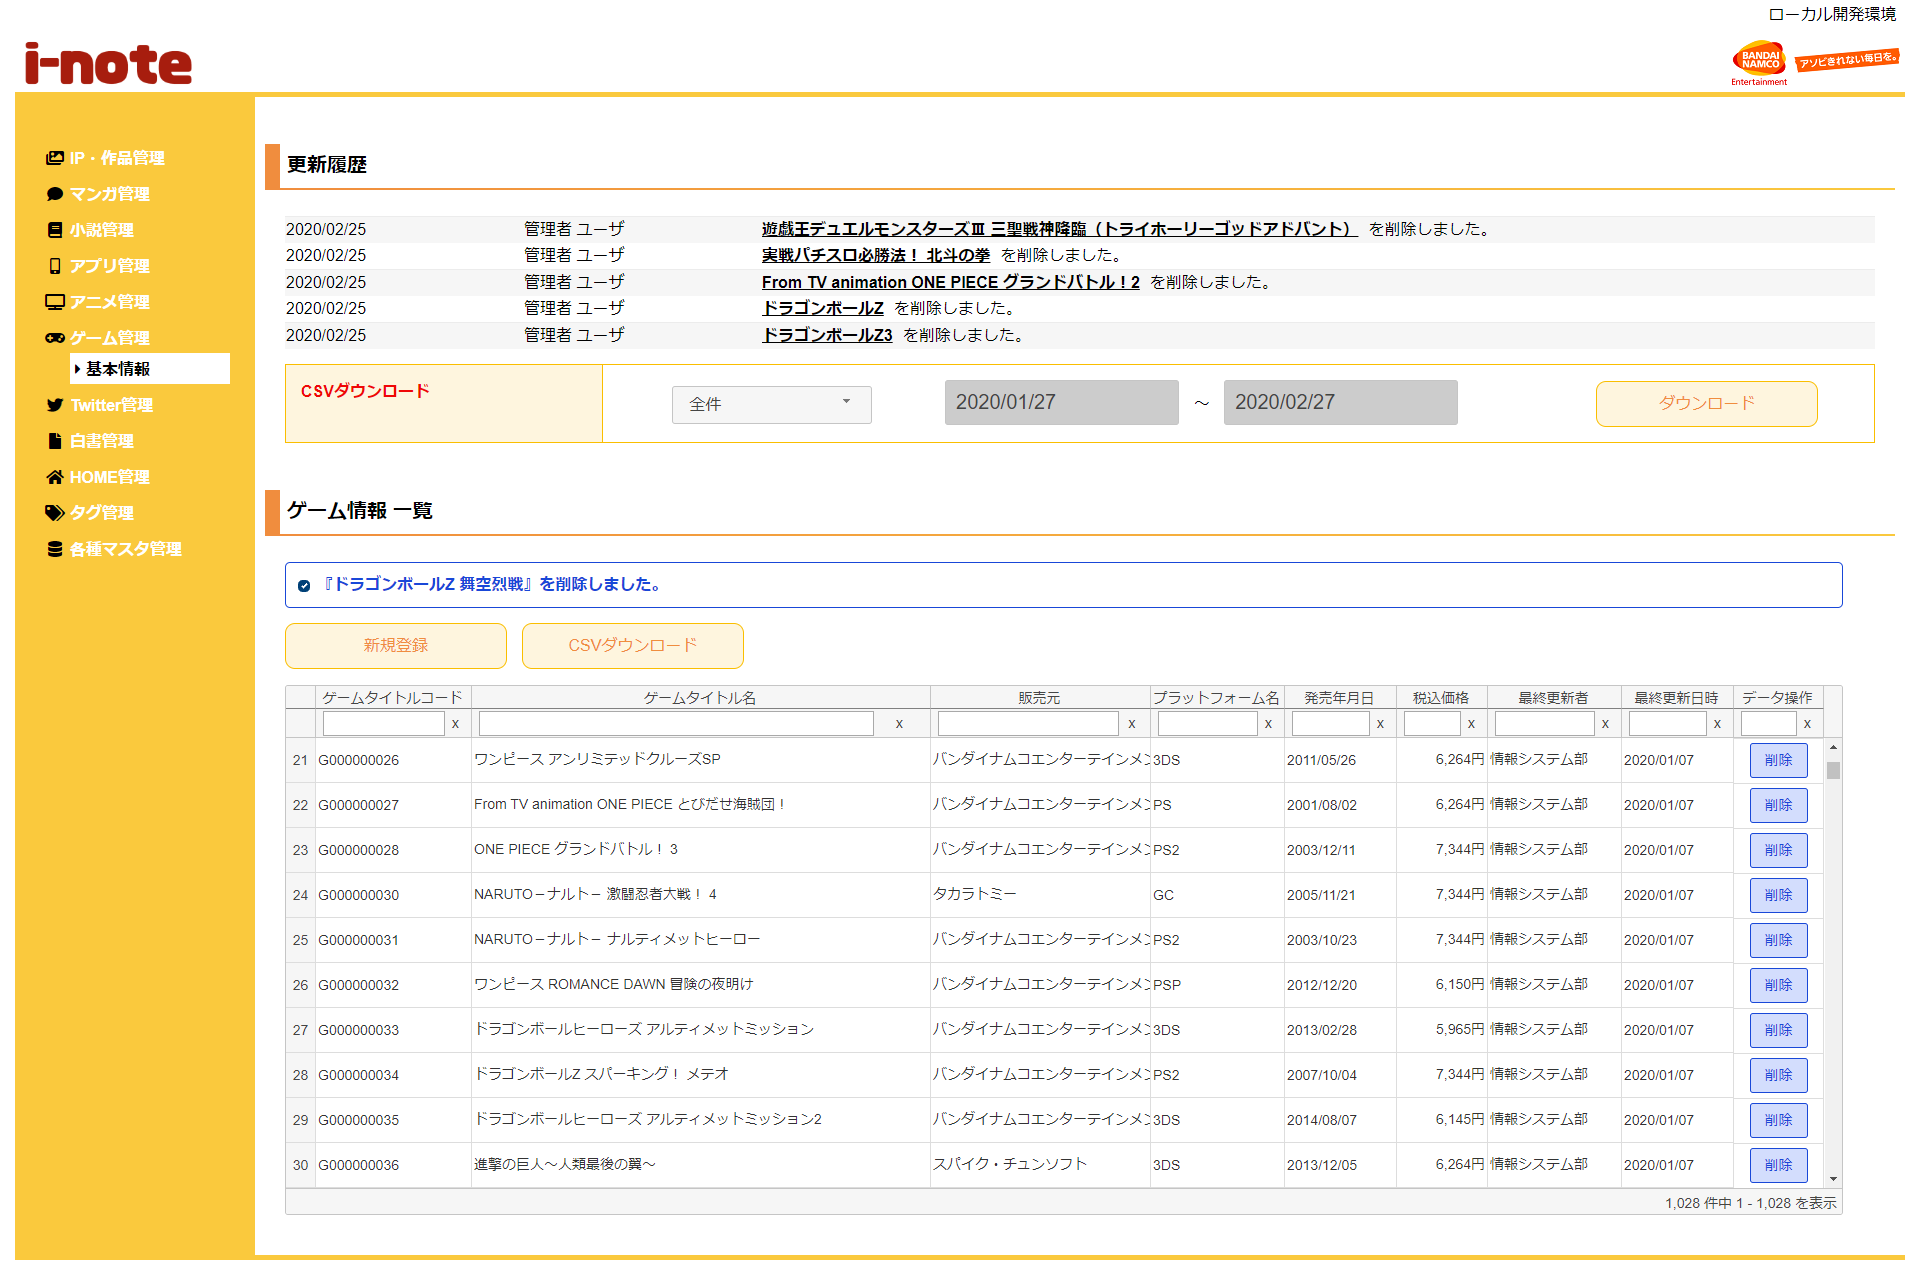 ローカル開発環境
i-note
BANDAI
NAMCO
Entertainment
アソビきれない毎日を。
IP・作品管理
マンガ管理
小説管理
アプリ管理
アニメ管理
ゲーム管理
基本情報
Twitter管理
白書管理
HOME管理
タグ管理
各種マスタ管理
更新履歴
2020/02/25 管理者 ユーザ 遊戯王デュエルモンスターズⅢ 三聖戦神降臨（トライホーリーゴッドアドバント） を削除しました。
2020/02/25 管理者 ユーザ 実戦パチスロ必勝法！ 北斗の拳 を削除しました。
2020/02/25 管理者 ユーザ From TV animation ONE PIECE グランドバトル！2 を削除しました。
2020/02/25 管理者 ユーザ ドラゴンボールZ を削除しました。
2020/02/25 管理者 ユーザ ドラゴンボールZ3 を削除しました。
CSVダウンロード 全件 2020/01/27 ～ 2020/02/27 ダウンロード
ゲーム情報 一覧
『ドラゴンボールZ 舞空烈戦』を削除しました。
新規登録 CSVダウンロード
ゲームタイトルコード ゲームタイトル名 販売元 プラットフォーム名 発売年月日 税込価格 最終更新者 最終更新日時 データ操作
x x x x x x x x x
21 G000000026 ワンピース アンリミテッドクルーズSP バンダイナムコエンターテインメン 3DS 2011/05/26 6,264円 情報システム部 2020/01/07 削除
22 G000000027 From TV animation ONE PIECE とびだせ海賊団！ バンダイナムコエンターテインメン PS 2001/08/02 6,264円 情報システム部 2020/01/07 削除
23 G000000028 ONE PIECE グランドバトル！ 3 バンダイナムコエンターテインメン PS2 2003/12/11 7,344円 情報システム部 2020/01/07 削除
24 G000000030 NARUTO－ナルト－ 激闘忍者大戦！ 4 タカラトミー GC 2005/11/21 7,344円 情報システム部 2020/01/07 削除
25 G000000031 NARUTO－ナルト－ ナルティメットヒーロー バンダイナムコエンターテインメン PS2 2003/10/23 7,344円 情報システム部 2020/01/07 削除
26 G000000032 ワンピース ROMANCE DAWN 冒険の夜明け バンダイナムコエンターテインメン PSP 2012/12/20 6,150円 情報システム部 2020/01/07 削除
27 G000000033 ドラゴンボールヒーローズ アルティメットミッション バンダイナムコエンターテインメン 3DS 2013/02/28 5,965円 情報システム部 2020/01/07 削除
28 G000000034 ドラゴンボールZ スパーキング！ メテオ バンダイナムコエンターテインメン PS2 2007/10/04 7,344円 情報システム部 2020/01/07 削除
29 G000000035 ドラゴンボールヒーローズ アルティメットミッション2 バンダイナムコエンターテインメン 3DS 2014/08/07 6,145円 情報システム部 2020/01/07 削除
30 G000000036 進撃の巨人～人類最後の翼～ スパイク・チュンソフト 3DS 2013/12/05 6,264円 情報システム部 2020/01/07 削除
1,028 件中 1 - 1,028 を表示